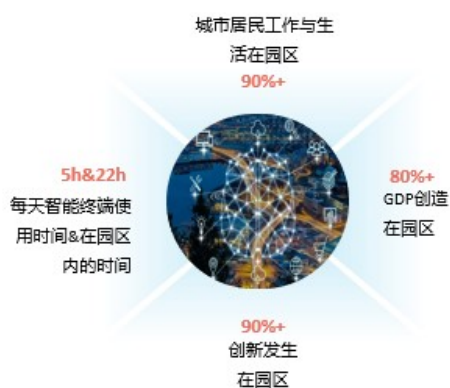 城市居民工作与生
活在园区
90%+
5h&22h
每天智能终端使
用时间&在园区
内的时间
80%+
GDP创造
在园区
90%+
创新发生
在园区